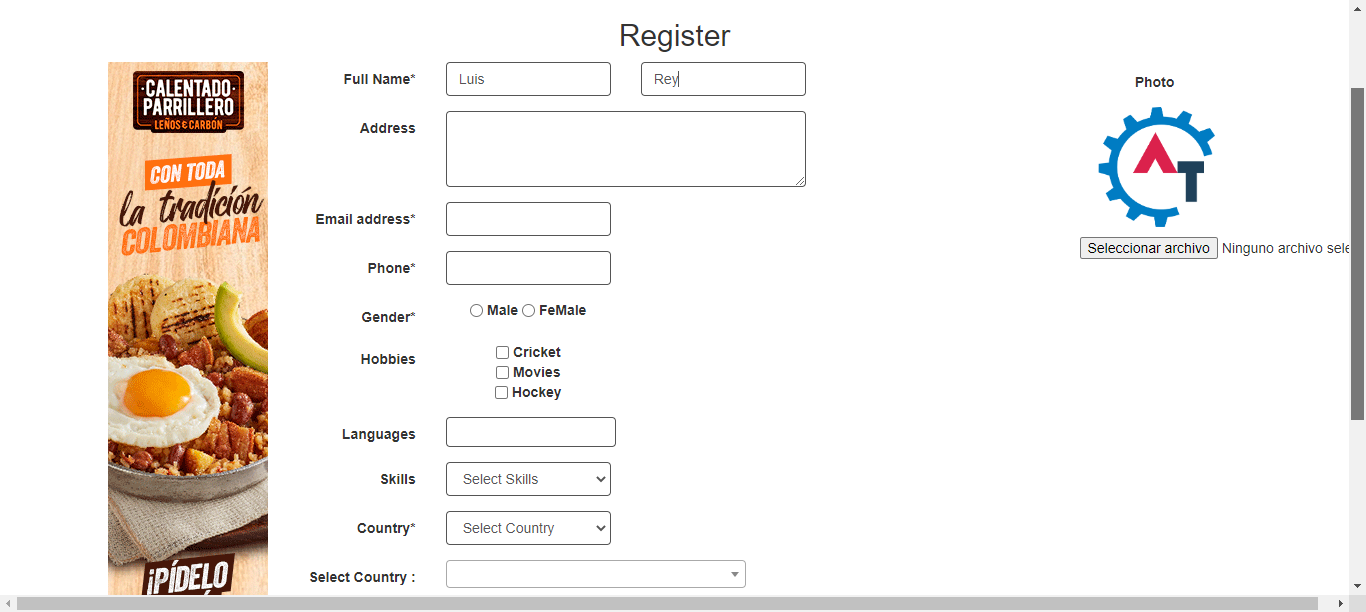 Register
CALENTADO
PARRILLERO
LEÑOS & CARBÓN
CON TODA
la tradición
COLOMBIANA
¡PÍDELO
Full Name*
Luis
Rey
Address
Email address*
Phone*
Gender*
Male FeMale
Hobbies
Cricket
Movies
Hockey
Languages
Skills
Select Skills
Country*
Select Country
Select Country :
Photo
AT
Seleccionar archivo Ninguno archivo sele